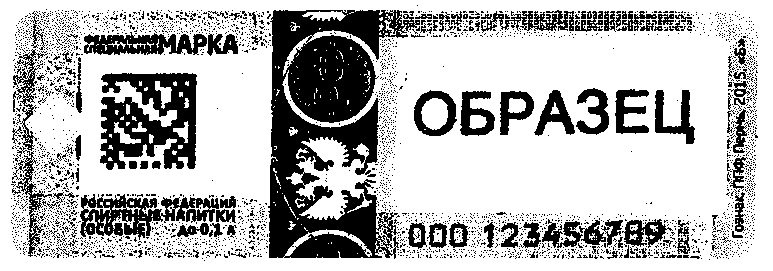 ФЕДЕРАЛЬНАЯ
СПЕЦИАЛЬНАЯ МАРКА
РОССИЙСКАЯ ФЕДЕРАЦИЯ
СПИРТНЫЕ НАПИТКИ
(ОСОБЫЕ) до 0,1 л
ОБРАЗЕЦ
000 123456789
Гознак, ППФ, Пермь, 2015, «Б»